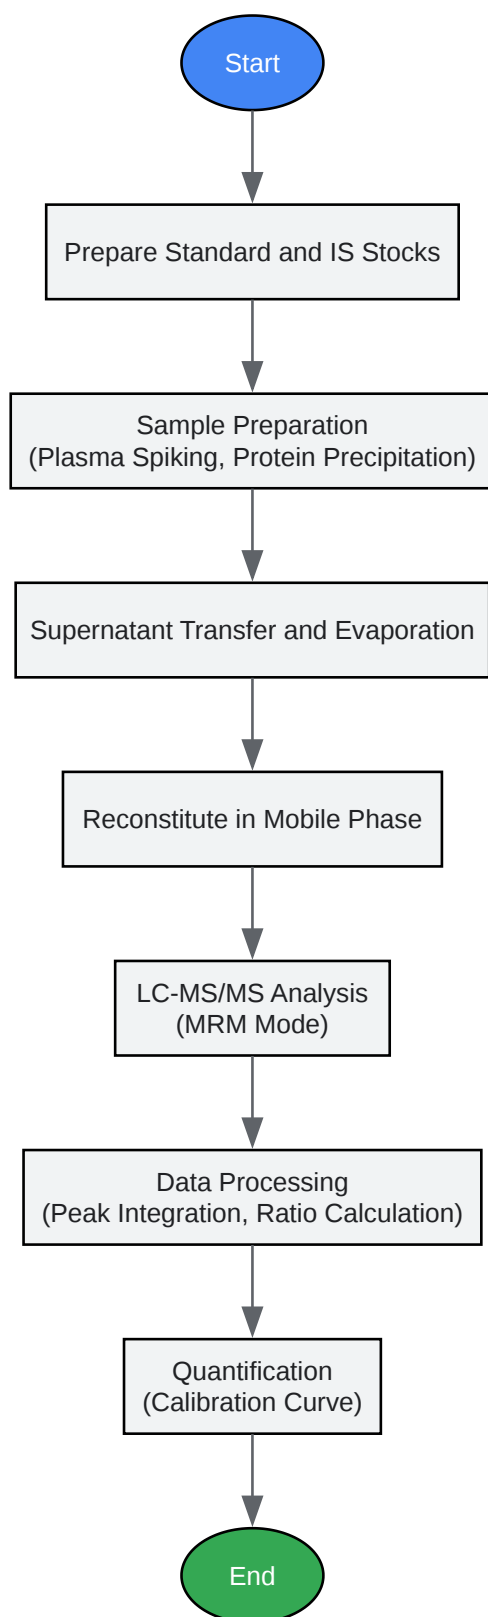 Start
Prepare Standard and IS Stocks
Sample Preparation
(Plasma Spiking, Protein Precipitation)
Supernatant Transfer and Evaporation
Reconstitute in Mobile Phase
LC-MS/MS Analysis
(MRM Mode)
Data Processing
(Peak Integration, Ratio Calculation)
Quantification
(Calibration Curve)
End